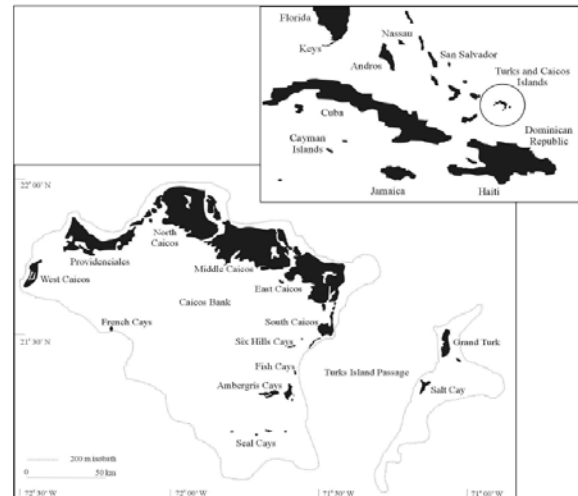 Florida
Nassau
Keys
San Salvador
Andros
Turks and Caicos
Islands
Cuba
Dominican
Republic
Cayman
Islands
Jamaica
Haiti
22° 00' N
North
Caicos
Providenciales
Middle Caicos
West Caicos
East Caicos
Caicos Bank
French Cays
South Caicos
21° 30' N
Six Hills Cays
Grand Turk
Fish Cays
Turks Island Passage
Ambergris Cays
Salt Cay
Seal Cays
200 m isobath
0
50 km
72° 30' W
72° 00' W
71° 30' W
71° 00' W